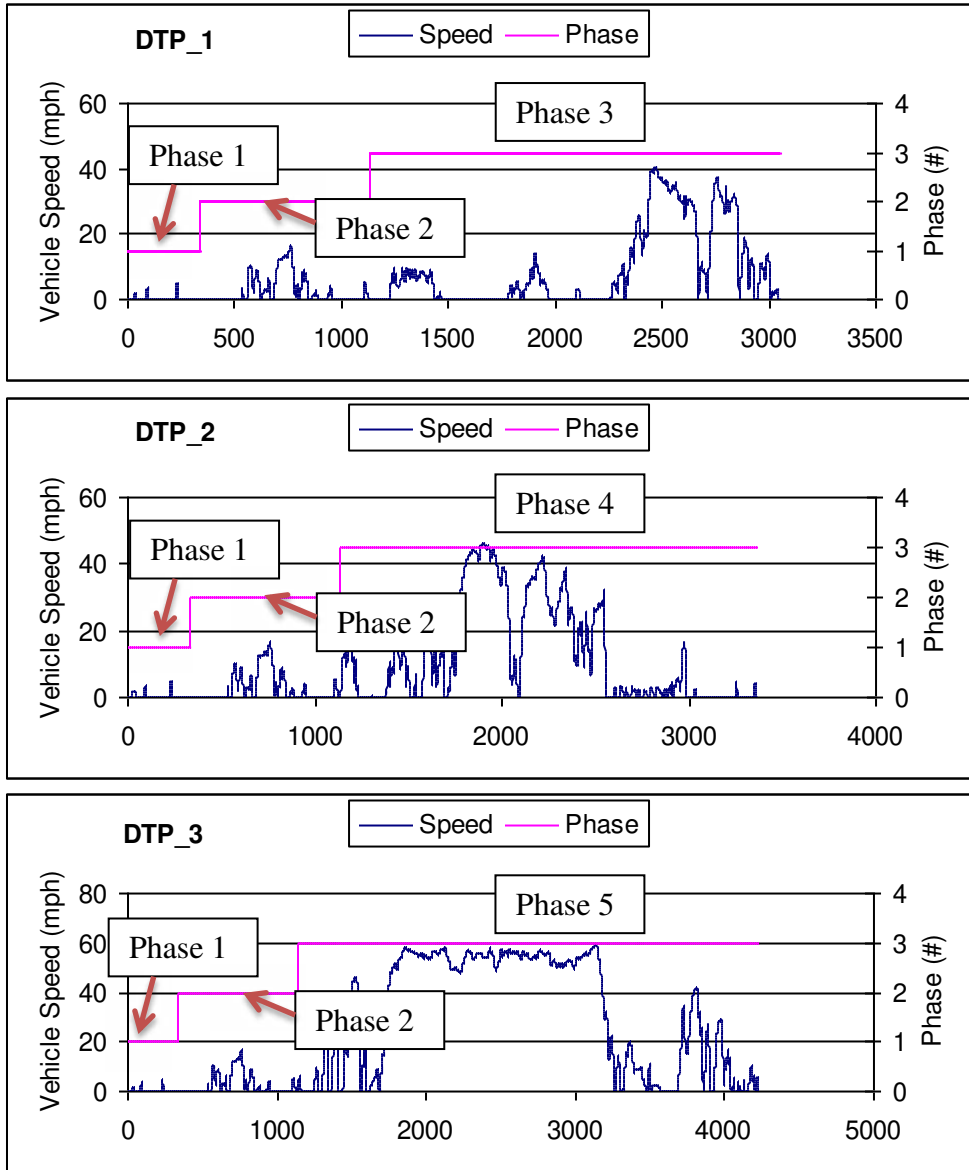 DTP_1
Speed Phase
Vehicle Speed (mph)
60
40
20
0
Phase 1
Phase 2
Phase 3
4
3
2
1
0
Phase (#)
0 500 1000 1500 2000 2500 3000 3500
DTP_2
Speed Phase
Vehicle Speed (mph)
60
40
20
0
Phase 1
Phase 2
Phase 4
4
3
2
1
0
Phase (#)
0 1000 2000 3000 4000
DTP_3
Speed Phase
Vehicle Speed (mph)
80
60
40
20
0
Phase 1
Phase 2
Phase 5
4
3
2
1
0
Phase (#)
0 1000 2000 3000 4000 5000